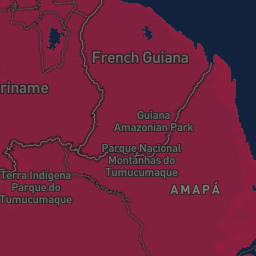 French Guiana
riname
Guiana
Amazonian Park
Parque Nacional
Montanhas do
Tumucumaque
Terra Indígena
Parque do
Tumucumaque
AMAPÁ